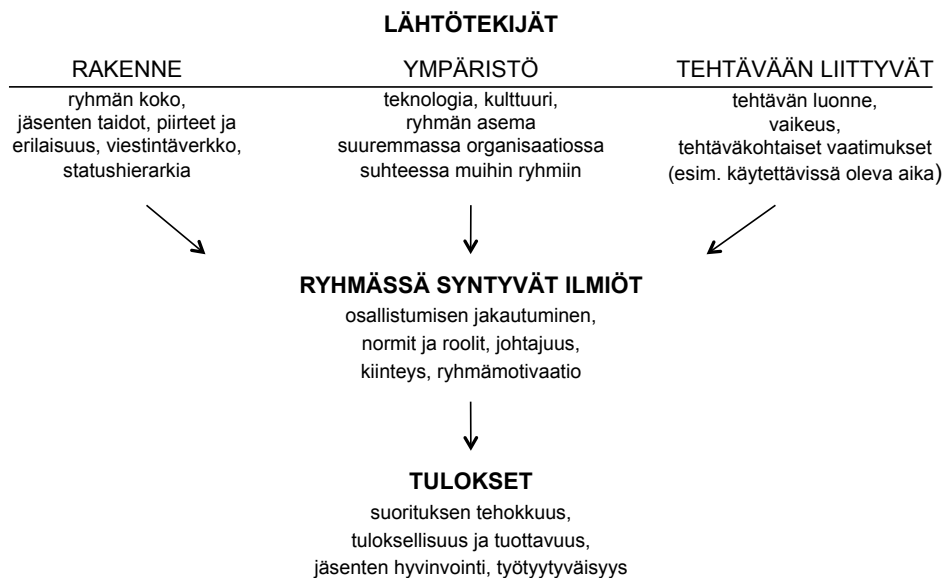 LÄHTÖTEKIJÄT
RAKENNE
ryhmän koko,
jäsenten taidot, piirteet ja
erilaisuus, viestintäverkko,
statushierarkia
YMPÄRISTÖ
teknologia, kulttuuri,
ryhmän asema
suuremmassa organisaatiossa
suhteessa muihin ryhmiin
TEHTÄVÄÄN LIITTYVÄT
tehtävän luonne,
vaikeus,
tehtäväkohtaiset vaatimukset
(esim. käytettävissä oleva aika)
RYHMÄSSÄ SYNTYVÄT ILMIÖT
osallistumisen jakautuminen,
normit ja roolit, johtajuus,
kiinteys, ryhmämotivaatio
TULOKSET
suorituksen tehokkuus,
tuloksellisuus ja tuottavuus,
jäsenten hyvinvointi, työtyytyväisyys